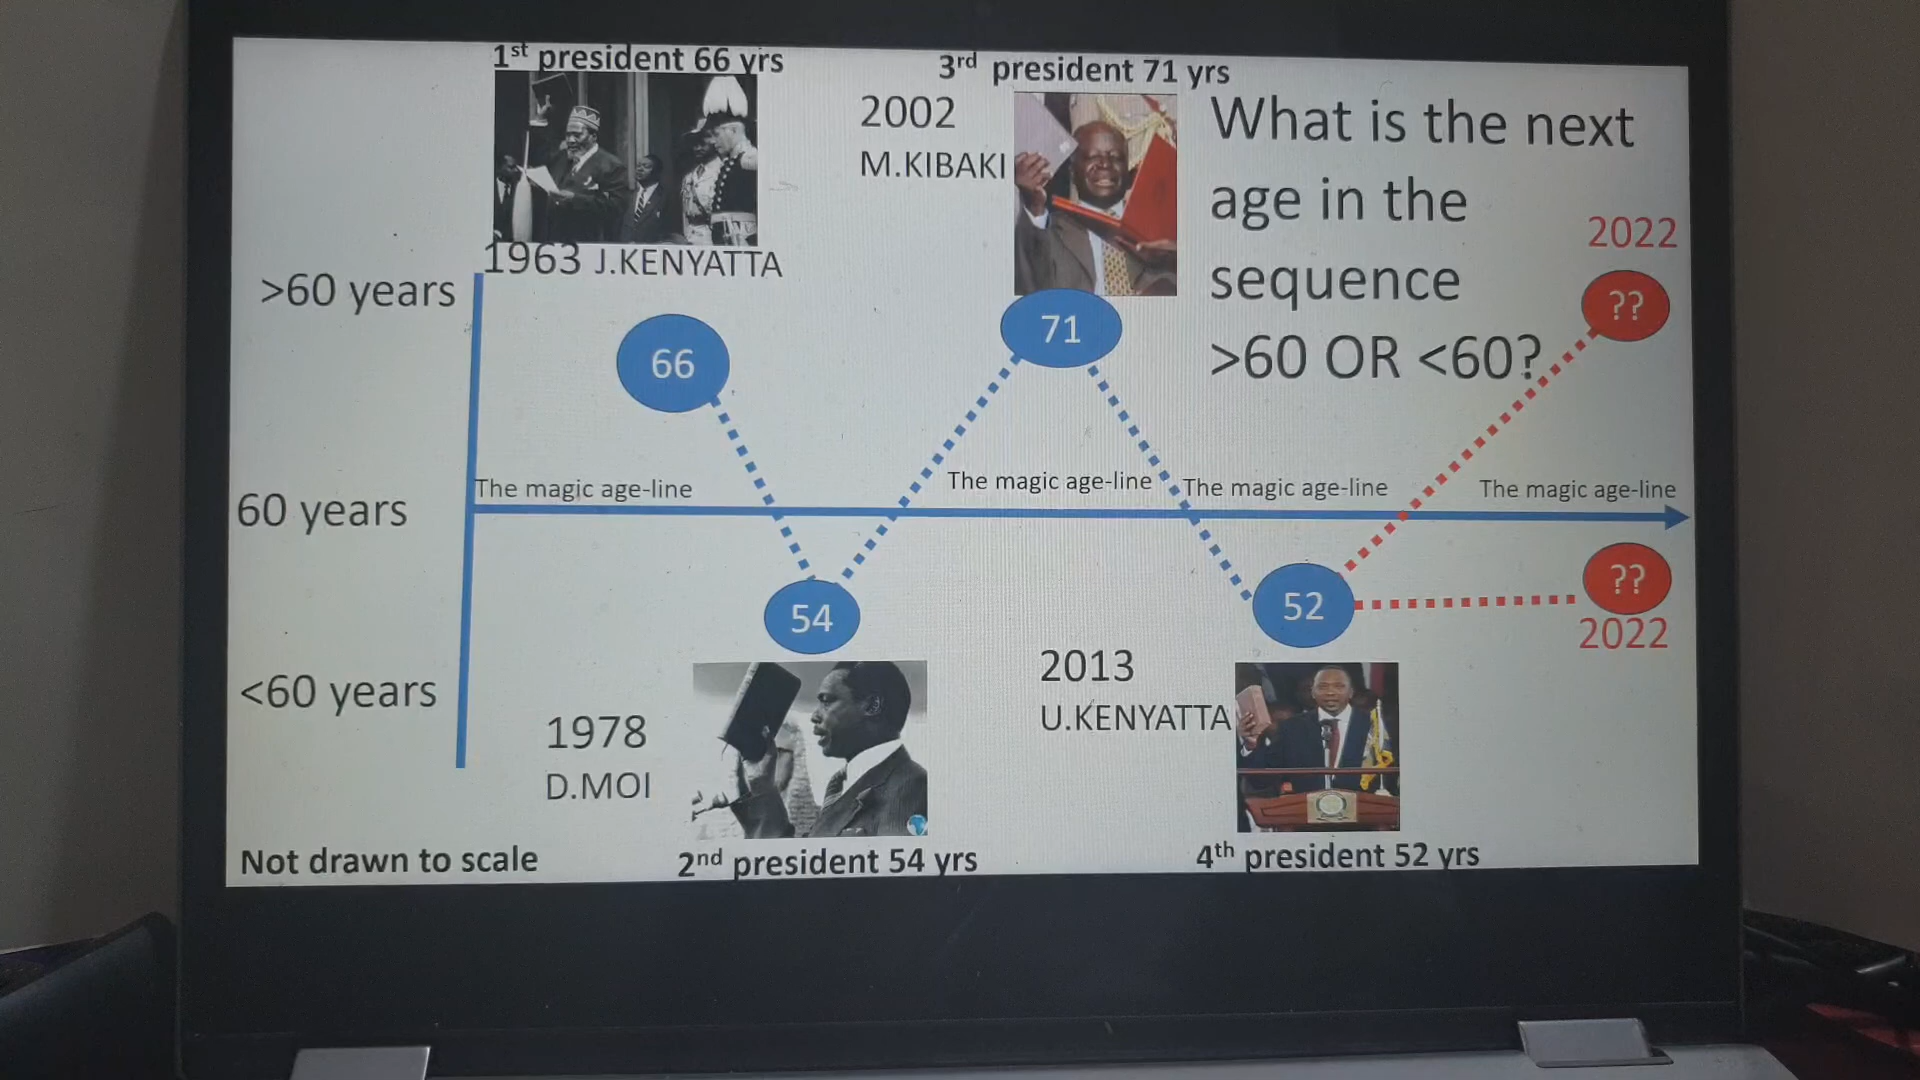 1st president 66 yrs
3rd president 71 yrs
2002
M.KIBAKI
What is the next
age in the
sequence
>60 OR <60?
2022
??
1963 J.KENYATTA
>60 years
66
71
The magic age-line
The magic age-line
The magic age-line
The magic age-line
60 years
54
52
??
2022
<60 years
1978
D.MOI
2013
U.KENYATTA
Not drawn to scale
2nd president 54 yrs
4th president 52 yrs